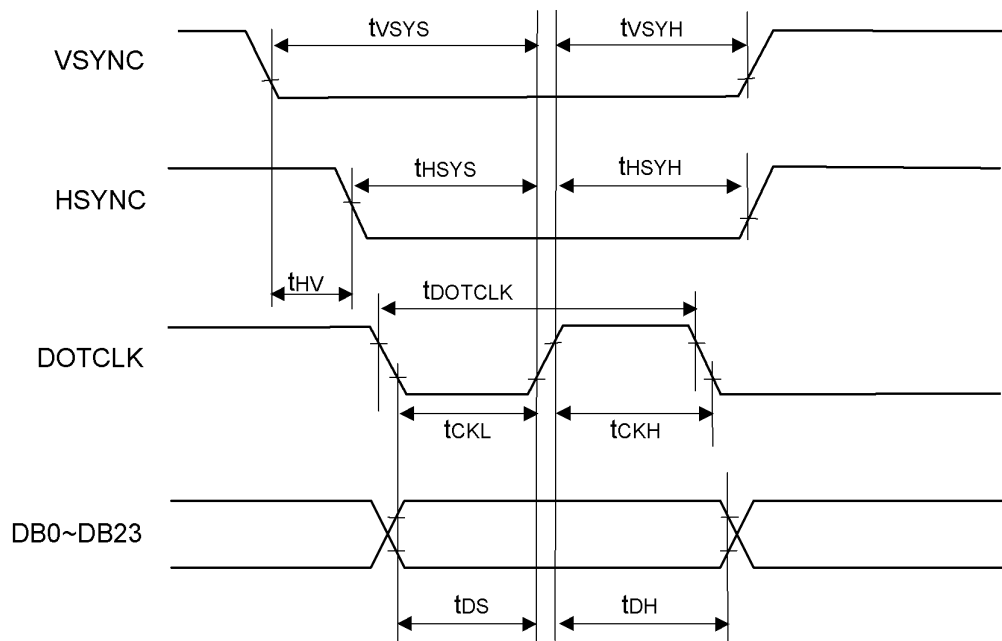 tVSYS tVSYH
VSYNC
tHSYS tHSYH
HSYNC
tHV tDOTCLK
DOTCLK
tCKL tCKH
DB0~DB23
tDS tDH